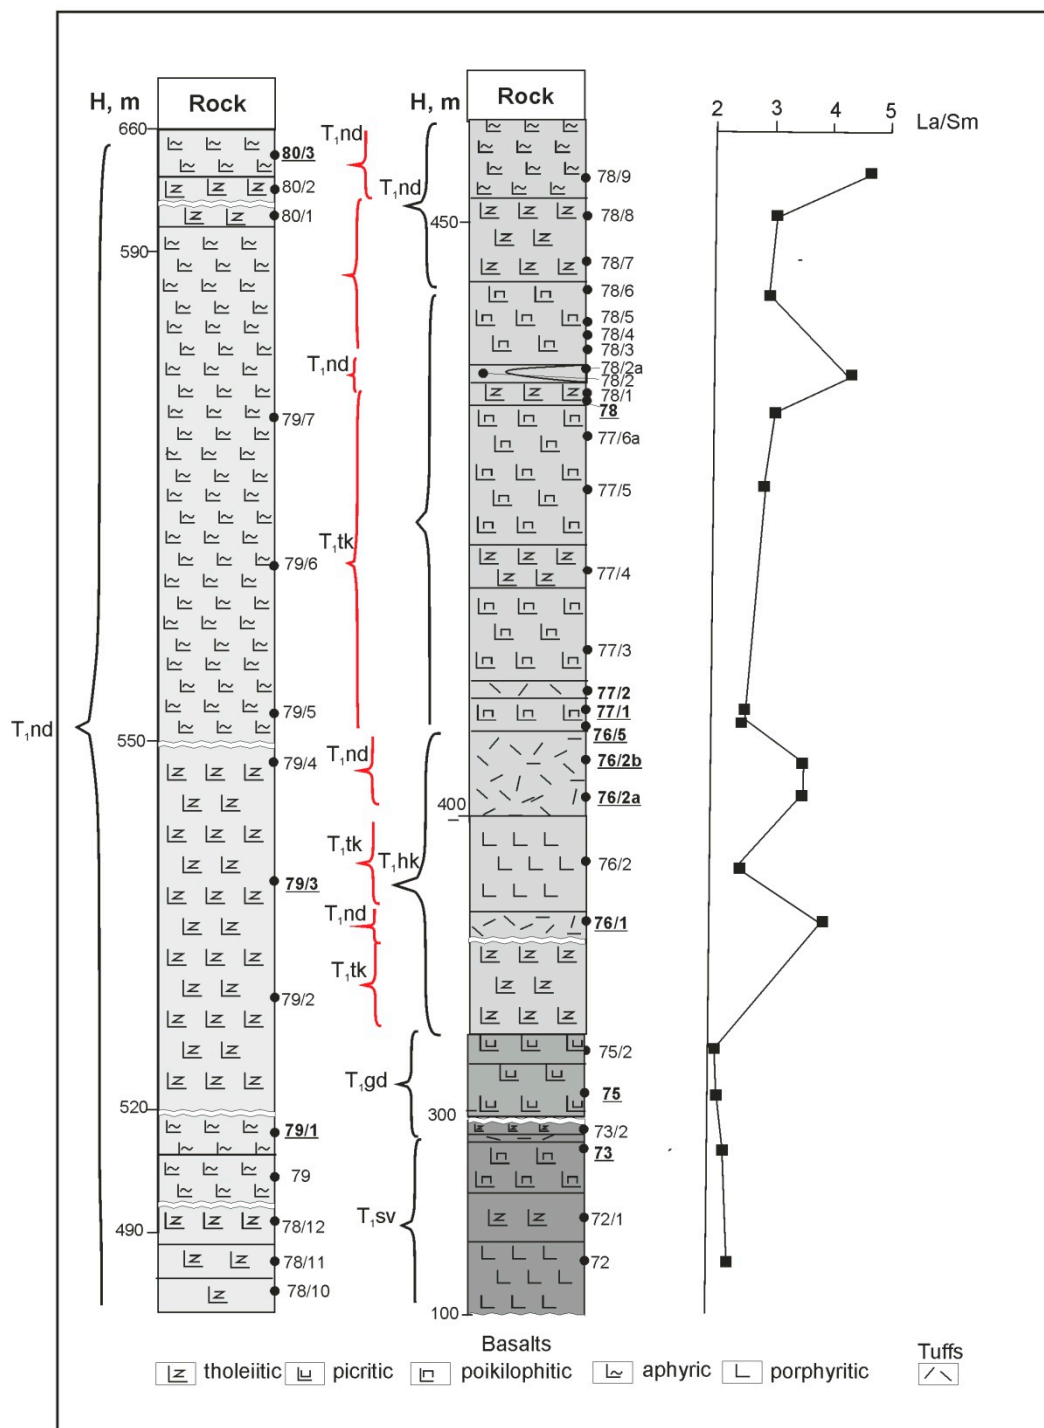 H, m
Rock
H, m
Rock
2 3 4 5
La/Sm
660
T₁nd
80/3
80/2
80/1
590
T₁nd
79/7
T₁tk
79/6
79/5
T₁nd
550
T₁nd
79/4
T₁tk
79/3
T₁nd
T₁tk
79/2
520
79/1
79
490
78/12
78/11
78/10
T₁nd
78/9
450
78/8
78/7
78/6
78/5
78/4
78/3
78/2a
78/2
78/1
78
77/6a
77/5
77/4
77/3
77/2
77/1
76/5
76/2b
76/2a
400
T₁hk
76/2
76/1
75/2
T₁gd
75
300
73/2
73
T₁sv
72/1
72
100
Basalts
Tuffs
tholeiitic
picritic
poikilophitic
aphyric
porphyritic